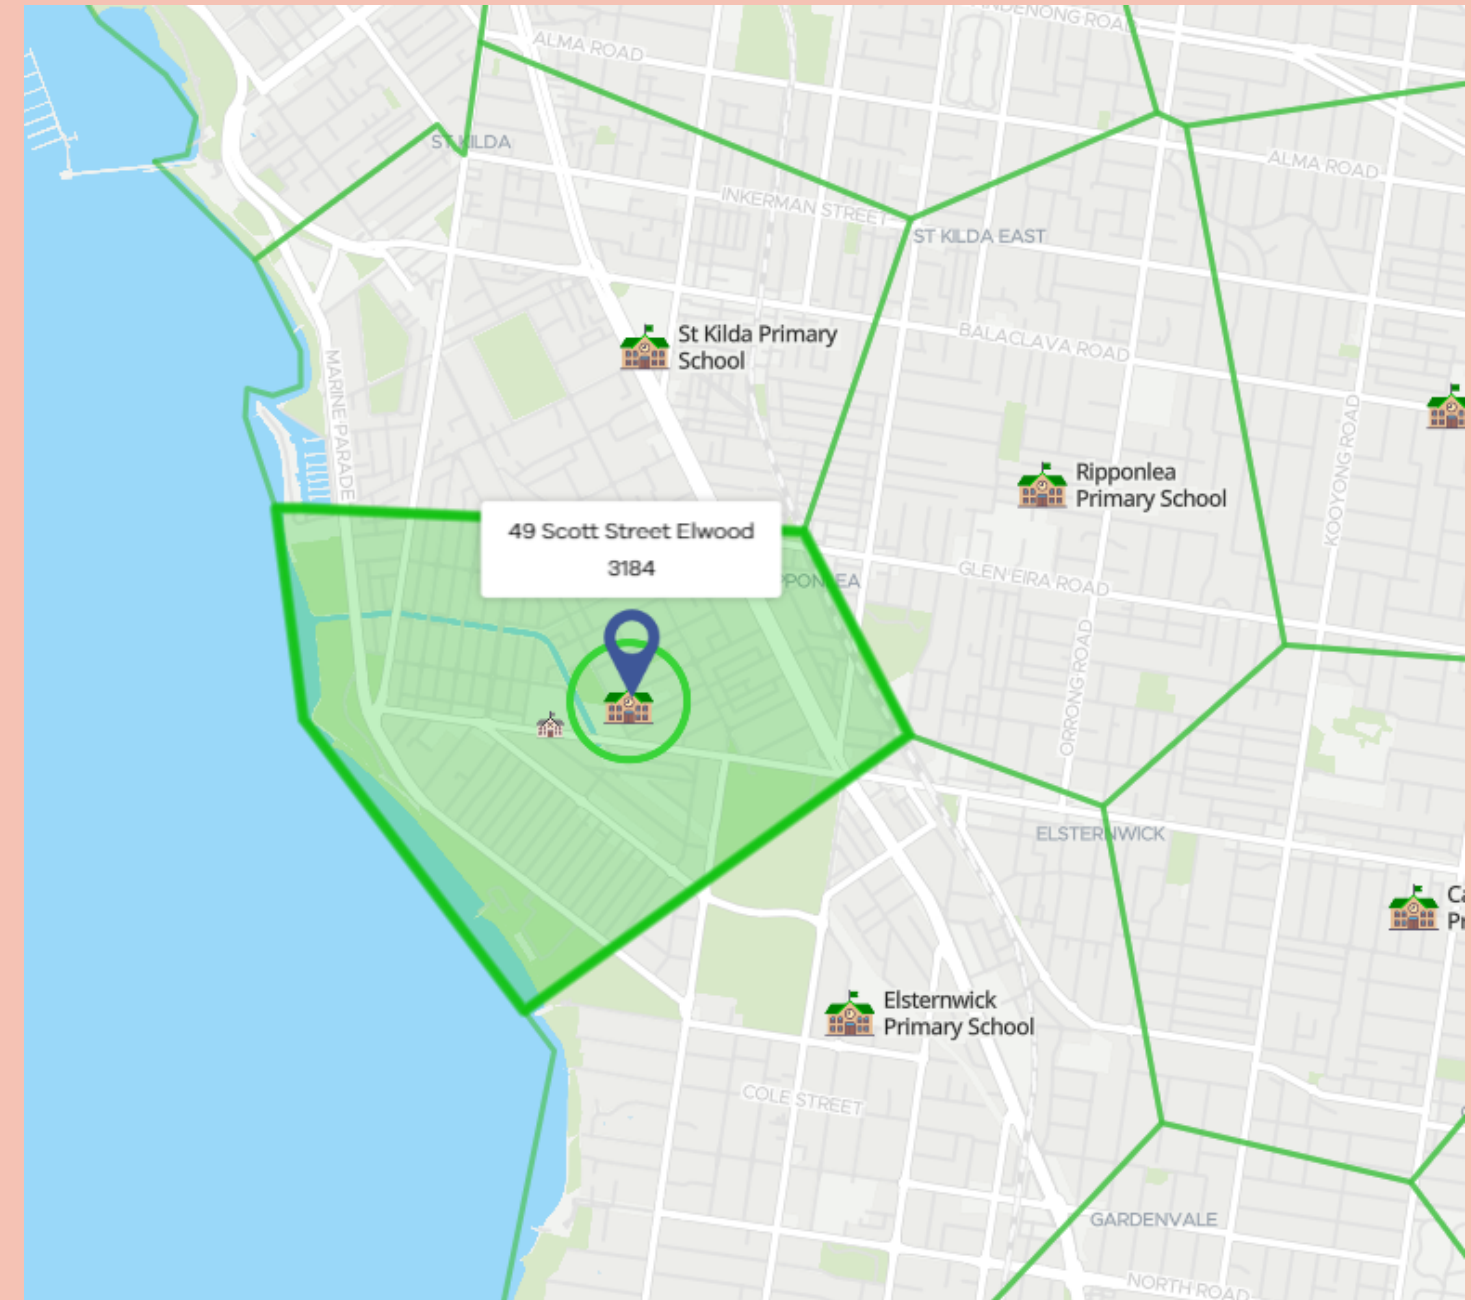 ALMA ROAD
ST KILDA
ALMA ROAD
INKERMAN STREET
ST KILDA EAST
St Kilda Primary
School
BALACLAVA ROAD
MARINE PARADE
KOOYONG ROAD
Ripponlea
Primary School
49 Scott Street Elwood
3184
GLEN EIRA ROAD
ORRONG ROAD
ELSTERNWICK
Elsternwick
Primary School
COLE STREET
GARDENVALE
NORTH ROAD